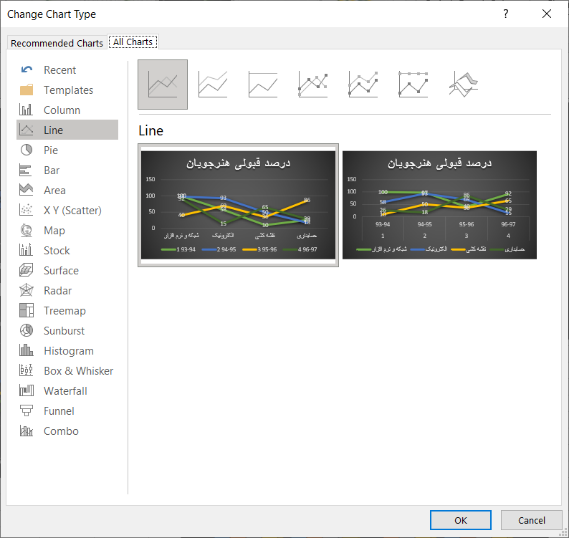 Change Chart Type
?
Recommended Charts
All Charts
Recent
Templates
Column
Line
Pie
Bar
Area
X Y (Scatter)
Map
Stock
Surface
Radar
Treemap
Sunburst
Histogram
Box & Whisker
Waterfall
Funnel
Combo
Line
درصد قبولی هنرجویان
150
100
50
0
شبکه و نرم افزار
الکترونیک
نقشه کشی
حسابداری
1 93-94
2 94-95
3 95-96
4 96-97
درصد قبولی هنرجویان
150
100
50
0
93-94
94-95
95-96
96-97
1
2
3
4
شبکه و نرم افزار
الکترونیک
نقشه کشی
حسابداری
OK
Cancel